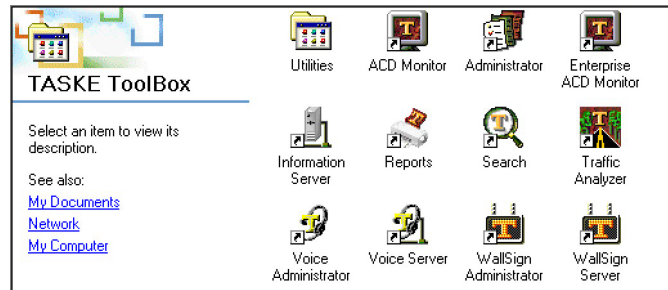 TASKE ToolBox
Select an item to view its
description.
See also:
My Documents
Network
My Computer
Utilities
ACD Monitor
Administrator
Enterprise
ACD Monitor
Information
Server
Reports
Search
Traffic
Analyzer
Voice
Administrator
Voice Server
WallSign
Administrator
WallSign
Server